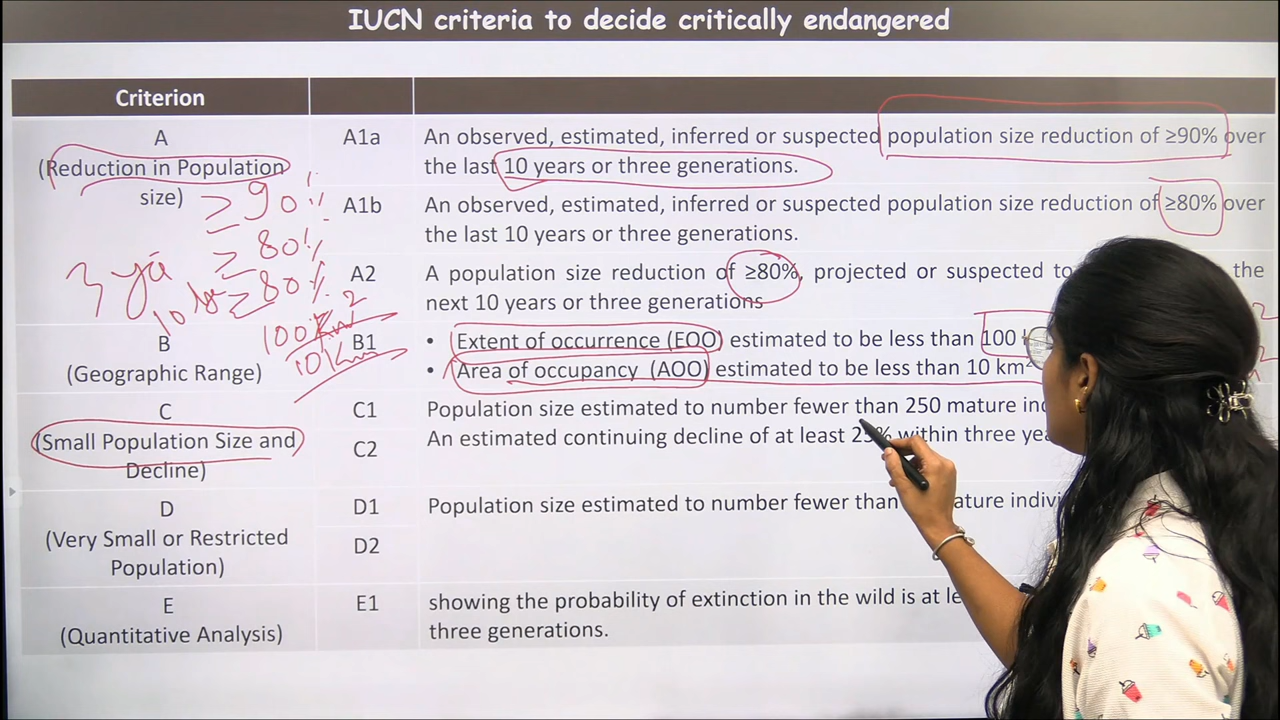 IUCN criteria to decide critically endangered
Criterion
A
(Reduction in Population
size)
A1a
An observed, estimated, inferred or suspected population size reduction of ≥90% over
the last 10 years or three generations.
A1b
An observed, estimated, inferred or suspected population size reduction of ≥80% over
the last 10 years or three generations.
A2
A population size reduction of ≥80%, projected or suspected to the
next 10 years or three generations
≥ 90%
≥ 80%
≥ 80%
3
10
100 Km2
10 Km
B
(Geographic Range)
B1
• Extent of occurrence (EOO) estimated to be less than 100
• Area of occupancy (AOO) estimated to be less than 10 km2
C
(Small Population Size and
Decline)
C1
Population size estimated to number fewer than 250 mature
C2
An estimated continuing decline of at least 25% within three
D
(Very Small or Restricted
Population)
D1
Population size estimated to number fewer than
D2
E
(Quantitative Analysis)
E1
showing the probability of extinction in the wild is at
three generations.